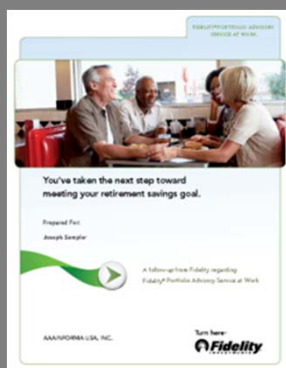 FIDELITY® PORTFOLIO ADVISORY
SERVICE AT WORK
You've taken the next step toward
meeting your retirement savings goal.
Prepared For:
Joseph Sampler
A follow-up from Fidelity regarding
Fidelity® Portfolio Advisory Service at Work
AAAINFORMA USA, INC.
Turn here®
Fidelity
INVESTMENTS